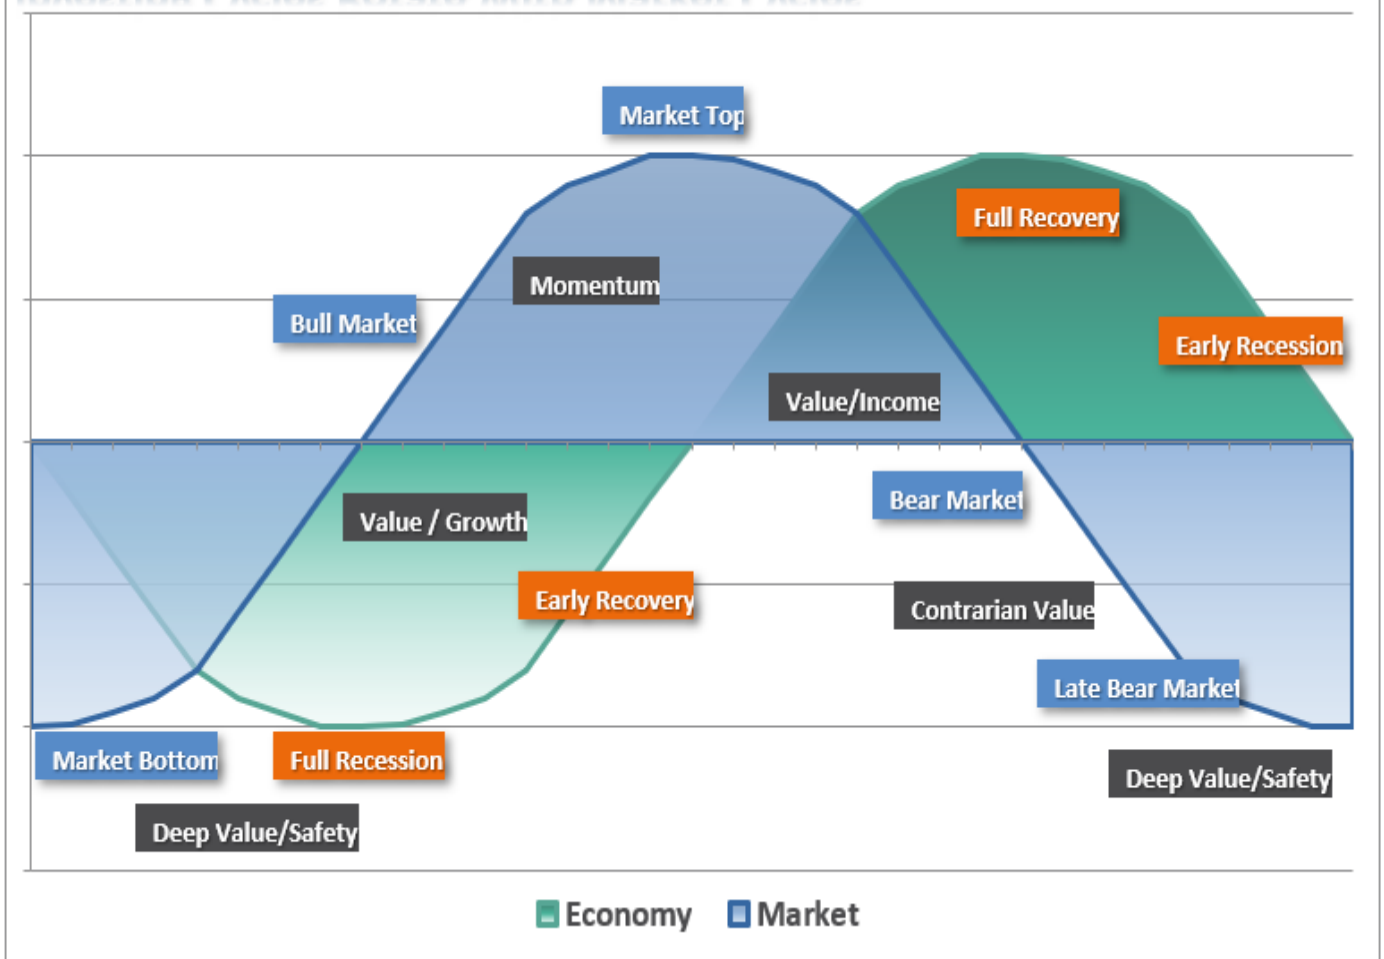 Market Top
Full Recovery
Momentum
Bull Market
Early Recession
Value/Income
Bear Market
Value / Growth
Early Recovery
Contrarian Value
Late Bear Market
Market Bottom
Full Recession
Deep Value/Safety
Deep Value/Safety
Economy
Market